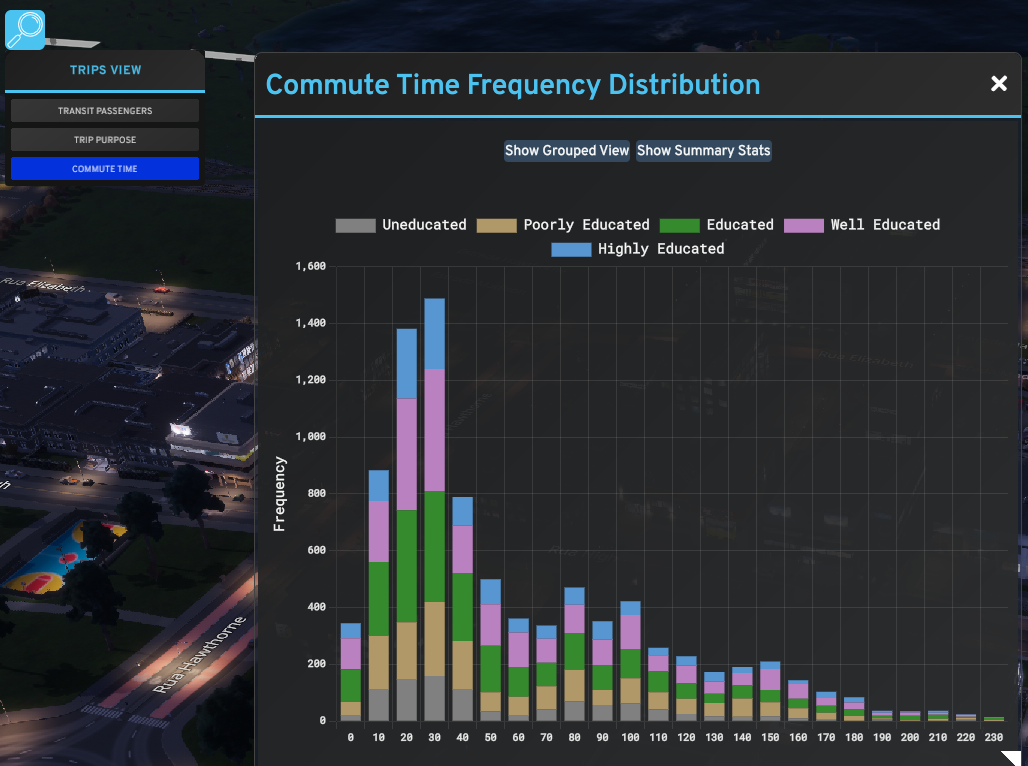 TRIPS VIEW
TRANSIT PASSENGERS
TRIP PURPOSE
COMMUTE TIME
Commute Time Frequency Distribution
Show Grouped View Show Summary Stats
Uneducated Poorly Educated Educated Well Educated
Highly Educated
Frequency
1,600
1,400
1,200
1,000
800
600
400
200
0
0 10 20 30 40 50 60 70 80 90 100 110 120 130 140 150 160 170 180 190 200 210 220 230
Rua Elizabeth
Rua Hawthorne